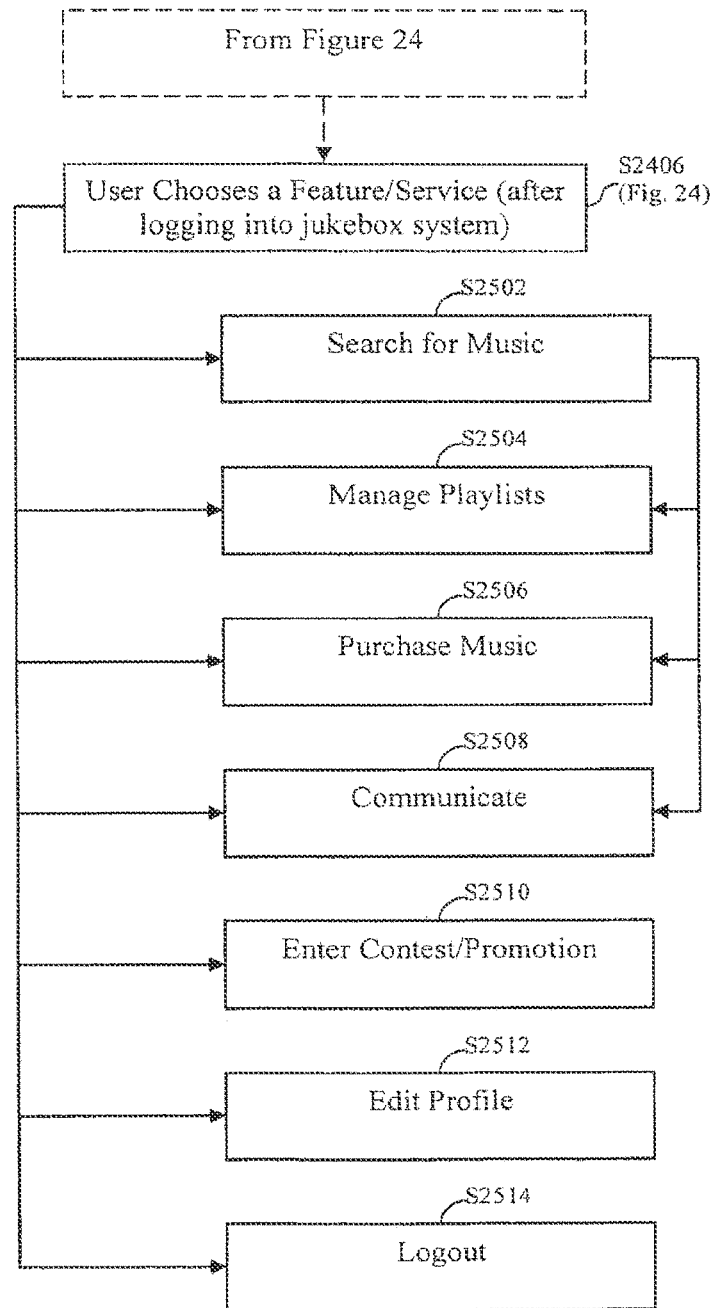 From Figure 24
User Chooses a Feature/Service (after
logging into jukebox system)
S2406
(Fig. 24)
S2502
Search for Music
S2504
Manage Playlists
S2506
Purchase Music
S2508
Communicate
S2510
Enter Contest/Promotion
S2512
Edit Profile
S2514
Logout